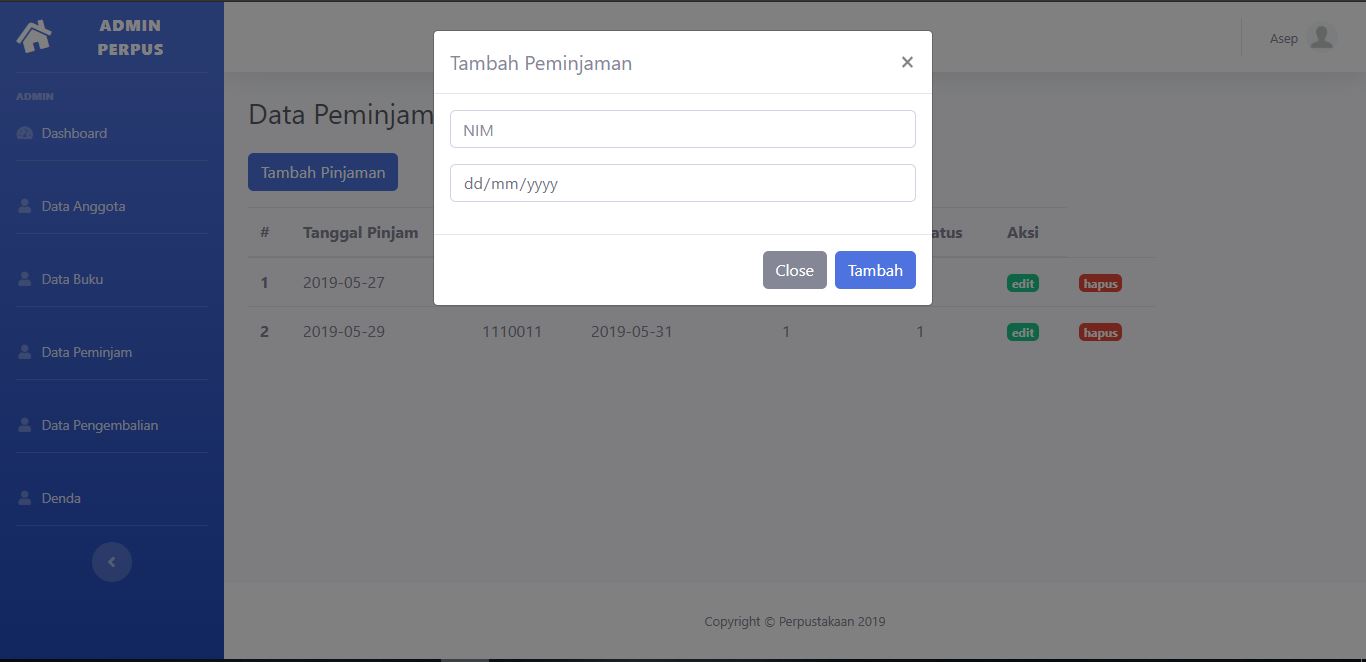 ADMIN
PERPUS
ADMIN
Dashboard
Data Anggota
Data Buku
Data Peminjam
Data Pengembalian
Denda
Asep
Data Peminjam
Tambah Pinjaman
# Tanggal Pinjam atus Aksi
1 2019-05-27 edit hapus
2 2019-05-29 1110011 2019-05-31 1 1 edit hapus
Tambah Peminjaman ×
NIM
dd/mm/yyyy
Close Tambah
Copyright © Perpustakaan 2019